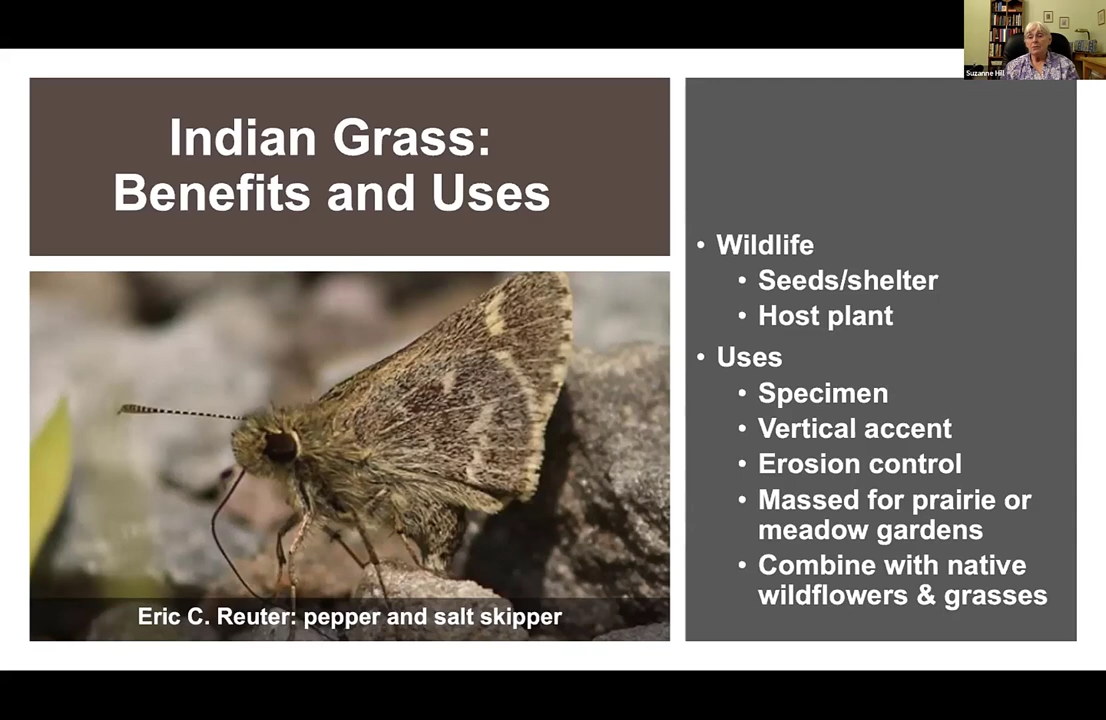 Suzanne Hill
Indian Grass:
Benefits and Uses
• Wildlife
• Seeds/shelter
• Host plant
• Uses
• Specimen
• Vertical accent
• Erosion control
• Massed for prairie or
meadow gardens
• Combine with native
wildflowers & grasses
Eric C. Reuter: pepper and salt skipper